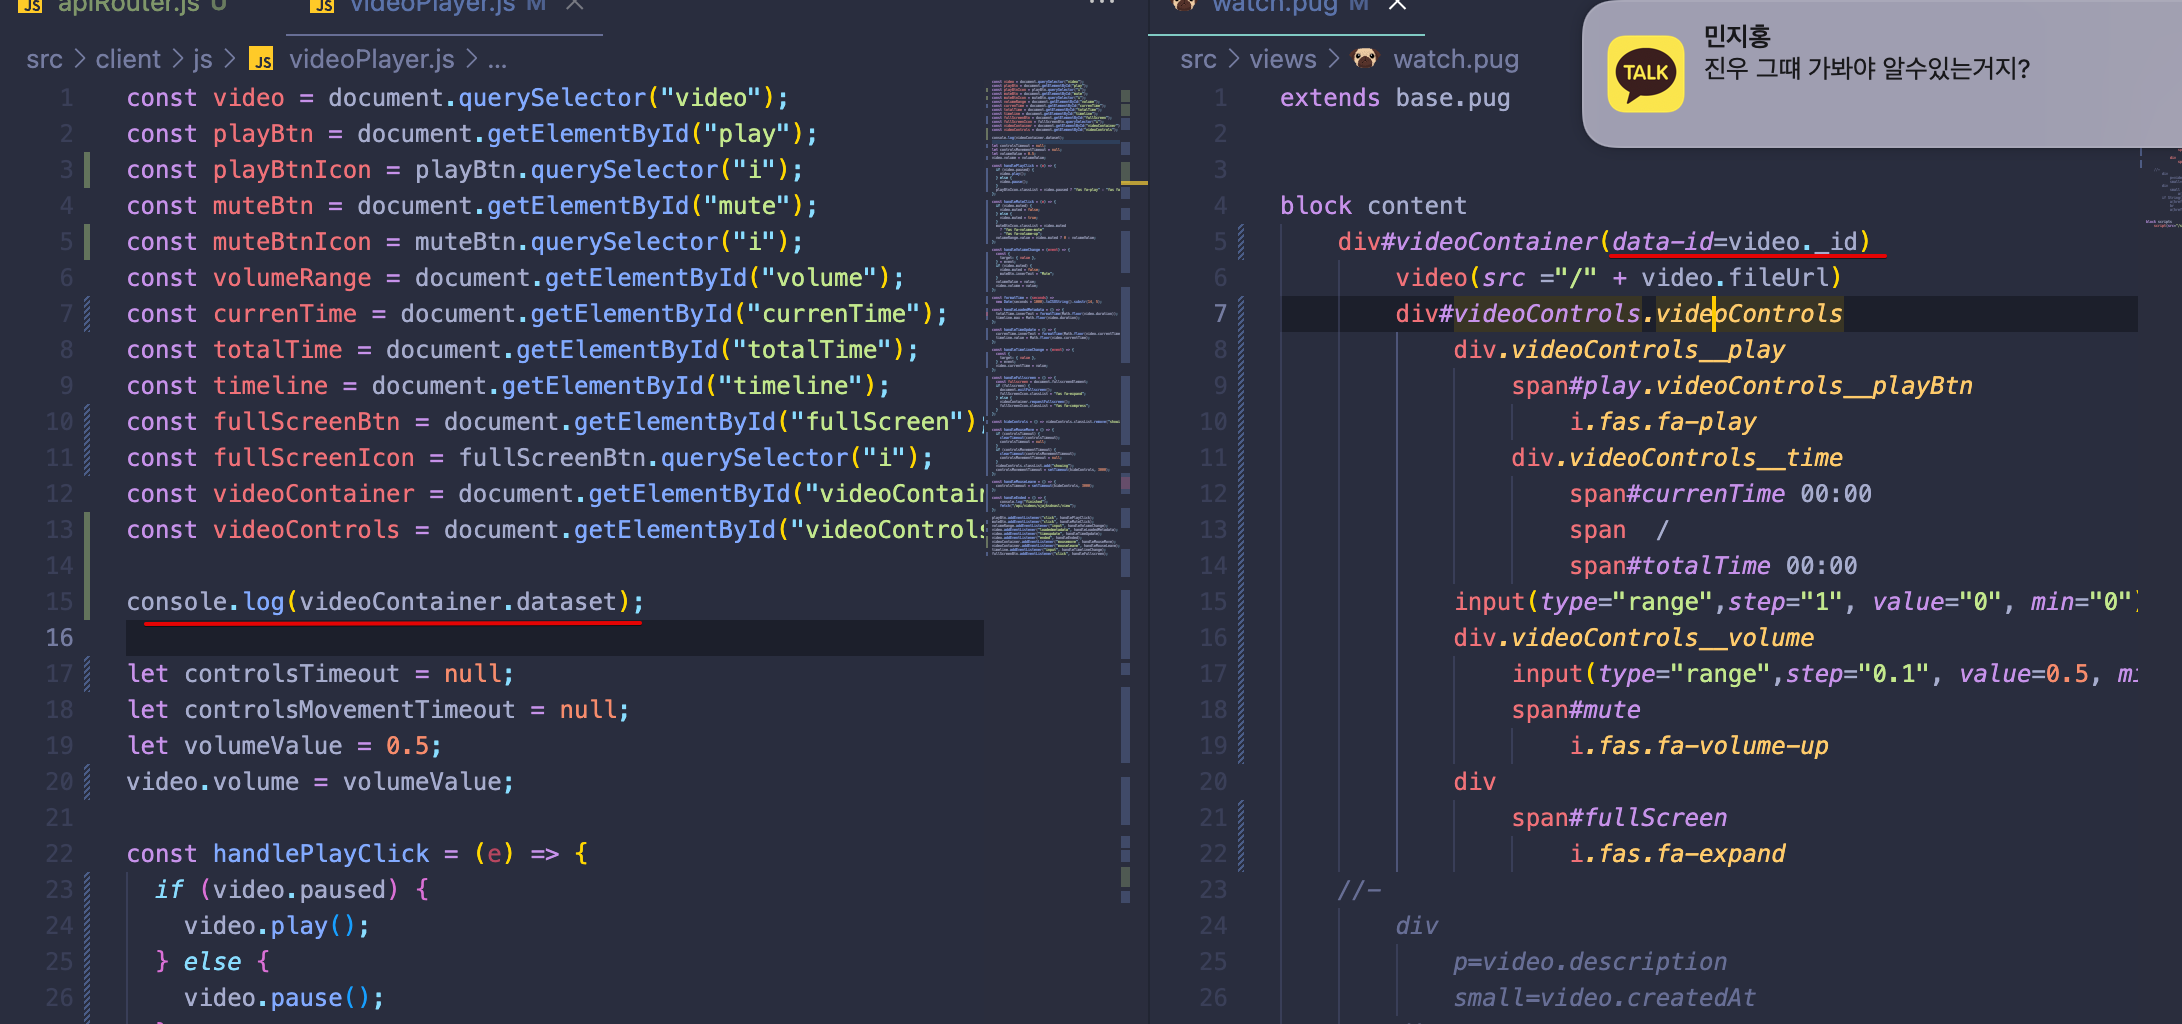 JS apiRouter.js U
JS videoPlayer.js M
watch.pug M
src > client > js > JS videoPlayer.js > ...
1 const video = document.querySelector("video");
2 const playBtn = document.getElementById("play");
3 const playBtnIcon = playBtn.querySelector("i");
4 const muteBtn = document.getElementById("mute");
5 const muteBtnIcon = muteBtn.querySelector("i");
6 const volumeRange = document.getElementById("volume");
7 const currenTime = document.getElementById("currenTime");
8 const totalTime = document.getElementById("totalTime");
9 const timeline = document.getElementById("timeline");
10 const fullScreenBtn = document.getElementById("fullScreen");
11 const fullScreenIcon = fullScreenBtn.querySelector("i");
12 const videoContainer = document.getElementById("videoContain
13 const videoControls = document.getElementById("videoControls
14
15 console.log(videoContainer.dataset);
16
17 let controlsTimeout = null;
18 let controlsMovementTimeout = null;
19 let volumeValue = 0.5;
20 video.volume = volumeValue;
21
22 const handlePlayClick = (e) => {
23 if (video.paused) {
24 video.play();
25 } else {
26 video.pause();
src > views > watch.pug
1 extends base.pug
2
3
4 block content
5 div#videoContainer(data-id=video._id)
6 video(src ="/" + video.fileUrl)
7 div#videoControls.videoControls
8 div.videoControls__play
9 span#play.videoControls__playBtn
10 i.fas.fa-play
11 div.videoControls__time
12 span#currenTime 00:00
13 span /
14 span#totalTime 00:00
15 input(type="range",step="1", value="0", min="0")
16 div.videoControls__volume
17 input(type="range",step="0.1", value=0.5, mi
18 span#mute
19 i.fas.fa-volume-up
20 div
21 span#fullScreen
22 i.fas.fa-expand
23 //-
24 div
25 p=video.description
26 small=video.createdAt
TALK
민지홍
진우 그떄 가봐야 알수있는거지?